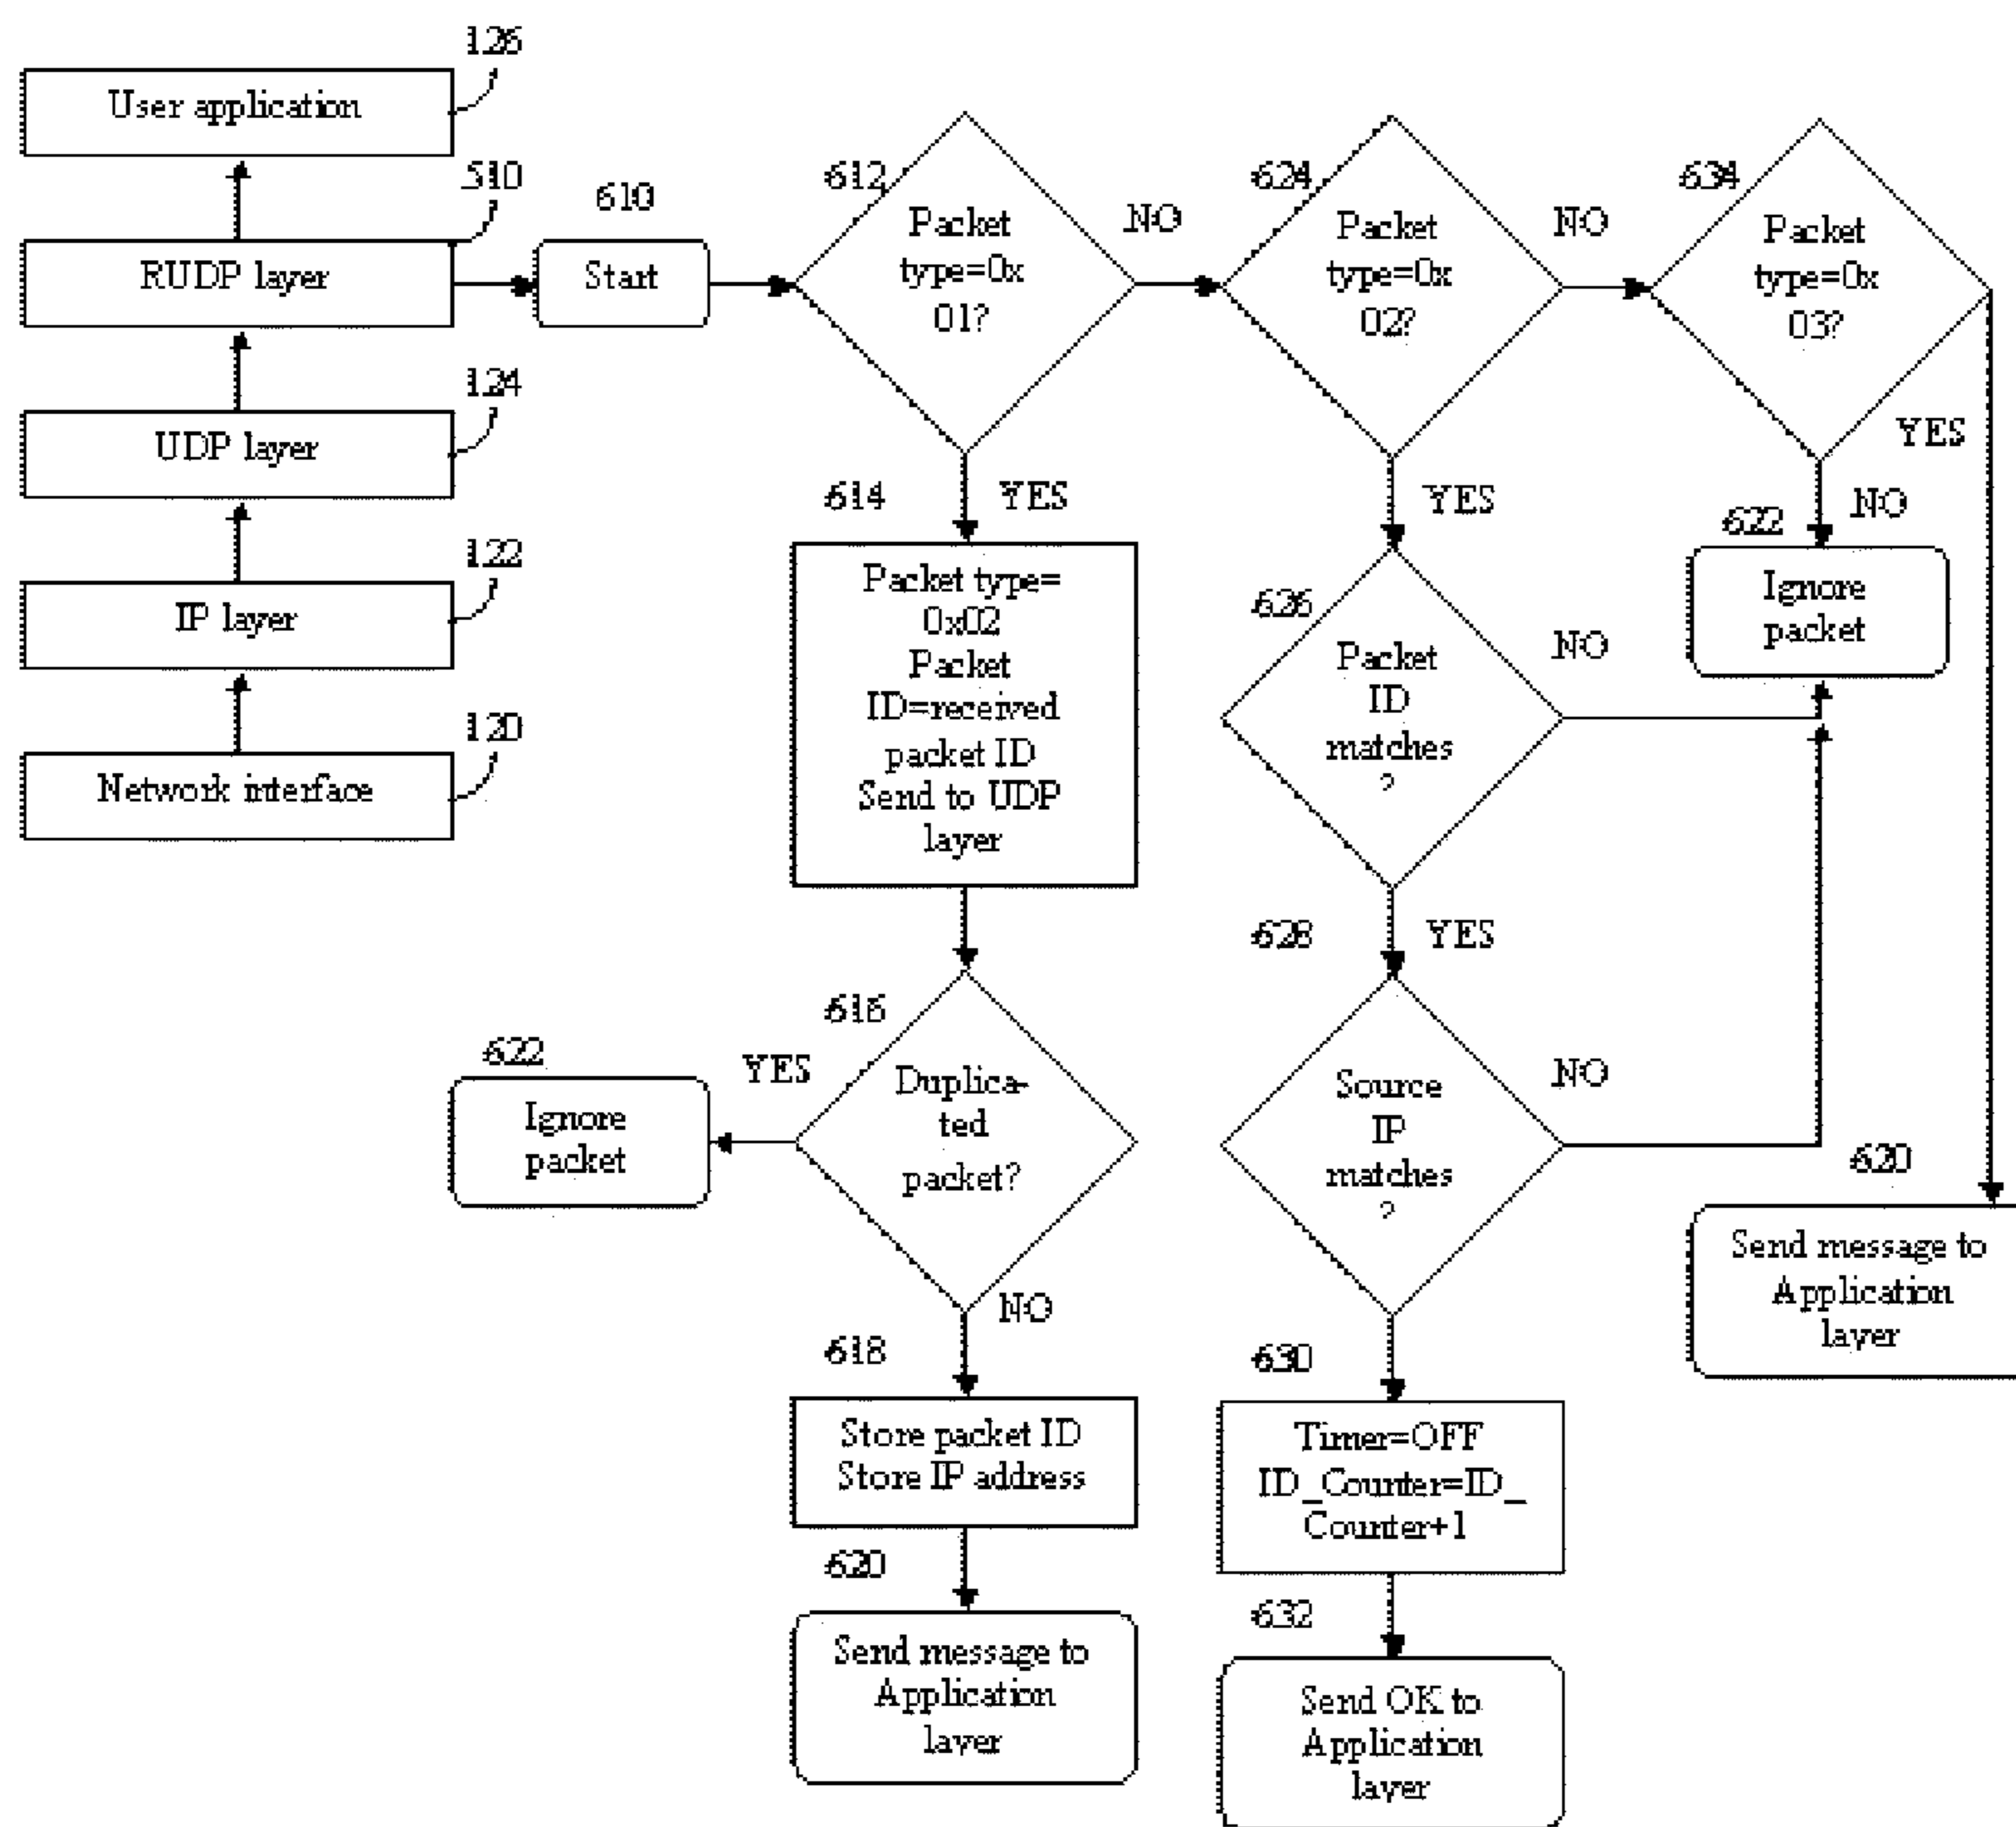 126
User application
510
RUDP layer
124
UDP layer
122
IP layer
120
Network interface
610
Start
612
Packet
type=0x
01?
NO
YES
614
Packet type=
0x02
Packet
ID=received
packet ID
Send to UDP
layer
616
Duplica-
ted
packet?
YES
622
Ignore
packet
NO
618
Store packet ID
Store IP address
620
Send message to
Application
layer
624
Packet
type=0x
02?
NO
YES
626
Packet
ID
matches
?
NO
628
YES
Source
IP
matches
?
NO
630
Timer=OFF
ID_Counter=ID_
Counter+1
632
Send OK to
Application
layer
634
Packet
type=0x
03?
YES
NO
622
Ignore
packet
620
Send message to
Application
layer